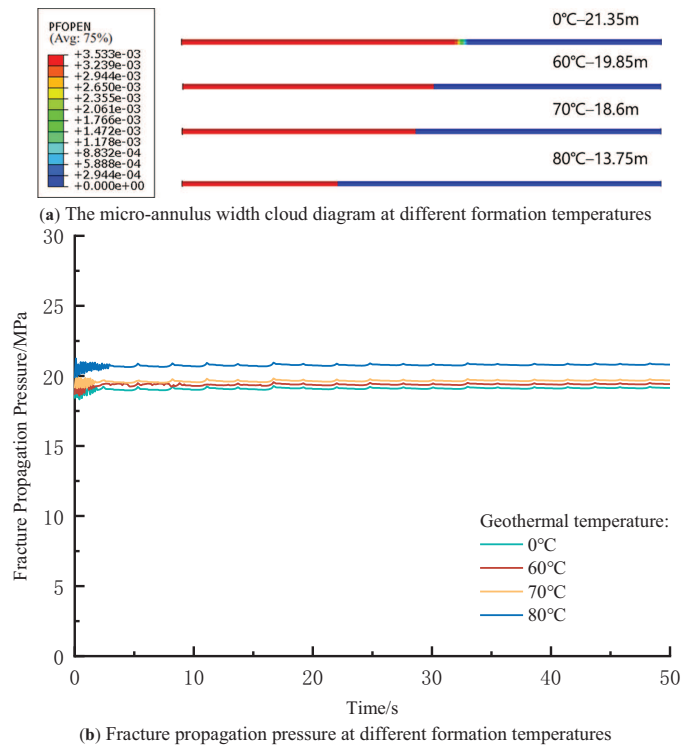 PFOPEN
(Avg: 75%)
+3.533e-03
+3.239e-03
+2.944e-03
+2.650e-03
+2.355e-03
+2.061e-03
+1.766e-03
+1.472e-03
+1.178e-03
+8.832e-04
+5.888e-04
+2.944e-04
+0.000e+00
0℃–21.35m
60℃–19.85m
70℃–18.6m
80℃–13.75m
(a) The micro-annulus width cloud diagram at different formation temperatures
30
25
20
15
10
5
0
Fracture Propagation Pressure/MPa
Geothermal temperature:
0℃
60℃
70℃
80℃
0 10 20 30 40 50
Time/s
(b) Fracture propagation pressure at different formation temperatures